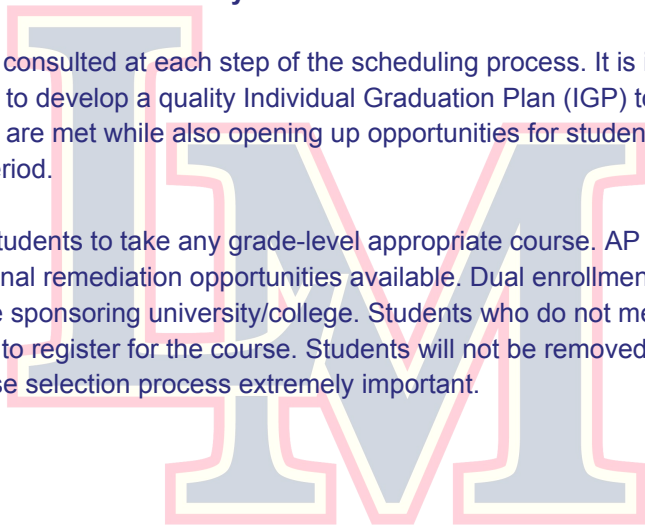 consulted at each step of the scheduling process. It is i
to develop a quality Individual Graduation Plan (IGP) t
are met while also opening up opportunities for studen
eriod.
tudents to take any grade-level appropriate course. AP
nal remediation opportunities available. Dual enrollmen
e sponsoring university/college. Students who do not me
to register for the course. Students will not be removed
se selection process extremely important.
LM